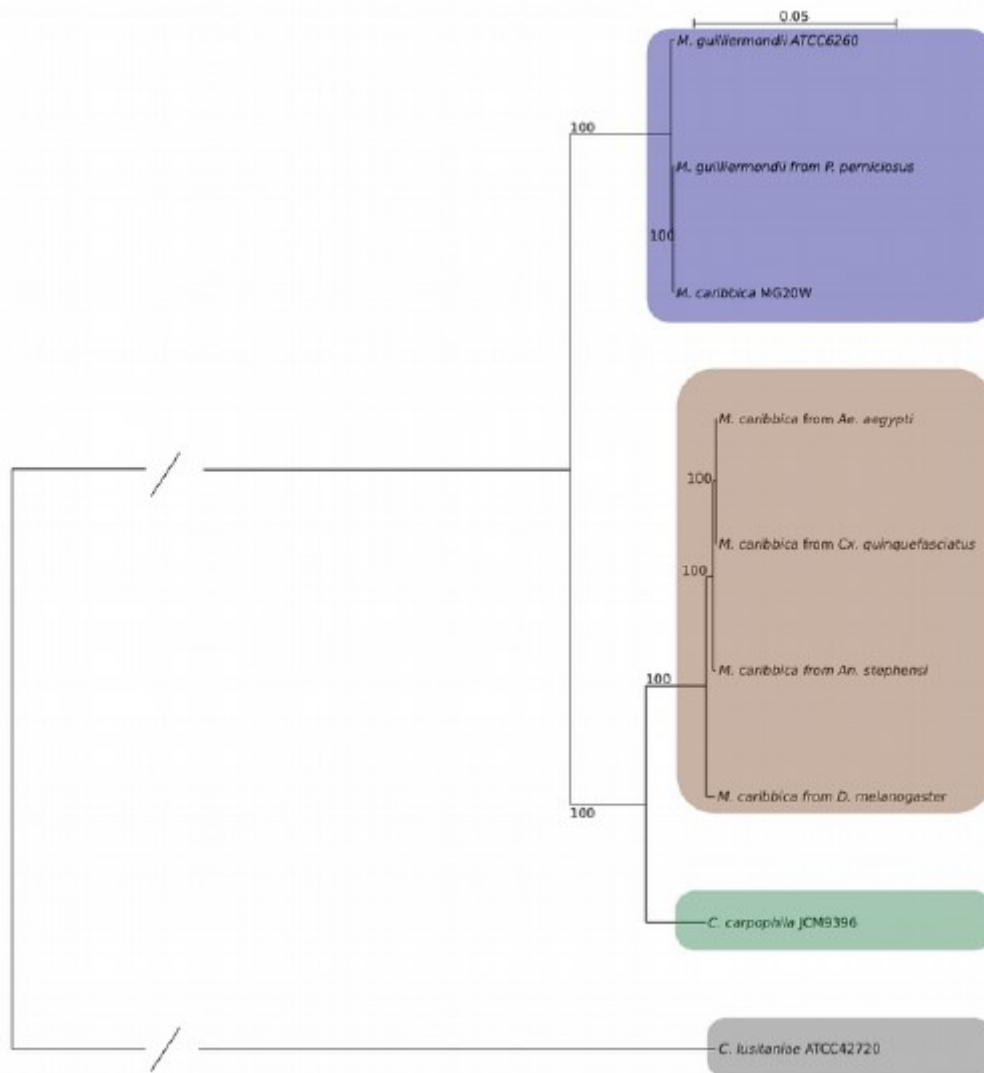 0.05
M. guilliermondii ATCC6260
100
M. guilliermondii from P. perniciosus
100
M. caribbica MG20W
M. caribbica from Ae. aegypti
100
M. caribbica from Cx. quinquefasciatus
100
M. caribbica from An. stephensi
100
M. caribbica from D. melanogaster
100
C. carpophila JCM9396
C. lusitaniae ATCC42720